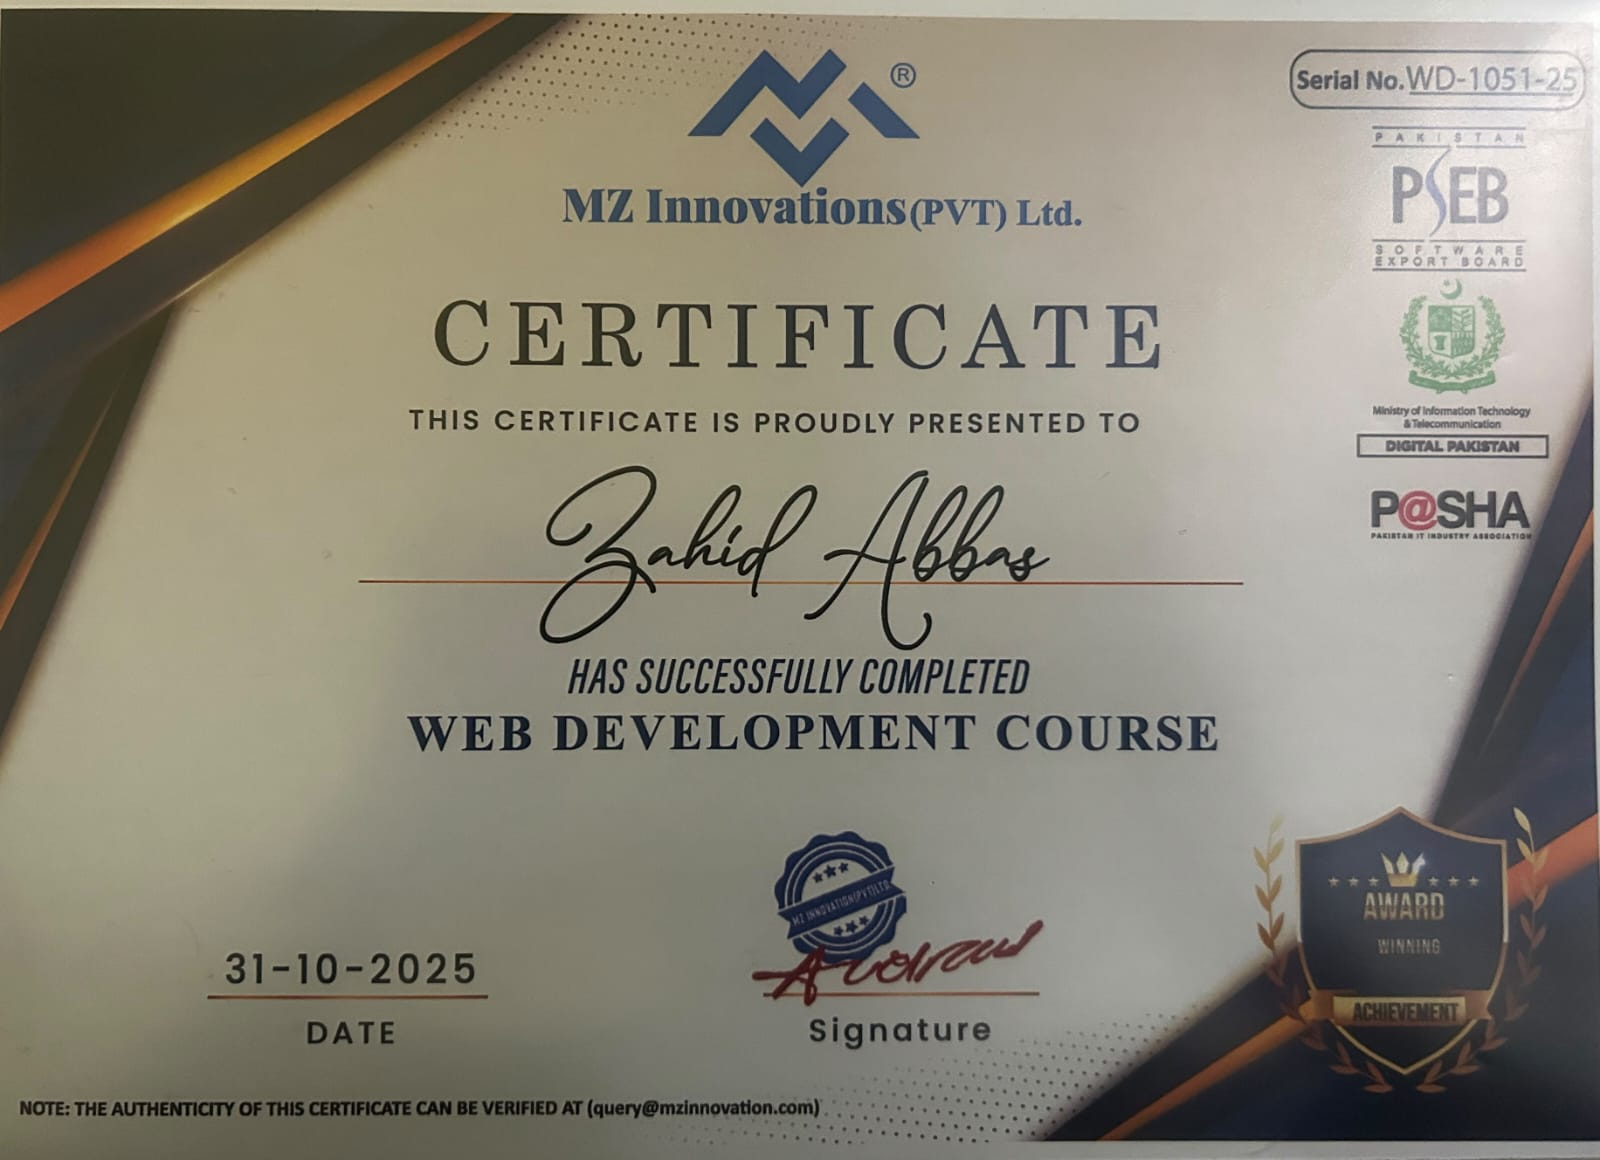 ®
MZ Innovations(PVT) Ltd.
Serial No. WD-1051-25
PAKISTAN
PSEB
SOFTWARE
EXPORT BOARD
Ministry of Information Technology
& Telecommunication
DIGITAL PAKISTAN
P@SHA
PAKISTAN IT INDUSTRY ASSOCIATION
CERTIFICATE
THIS CERTIFICATE IS PROUDLY PRESENTED TO
Zahid Abbas
HAS SUCCESSFULLY COMPLETED
WEB DEVELOPMENT COURSE
MZ INNOVATION(PVT)LTD
31-10-2025
DATE
Signature
AWARD
WINNING
ACHIEVEMENT
NOTE: THE AUTHENTICITY OF THIS CERTIFICATE CAN BE VERIFIED AT (query@mzinnovation.com)